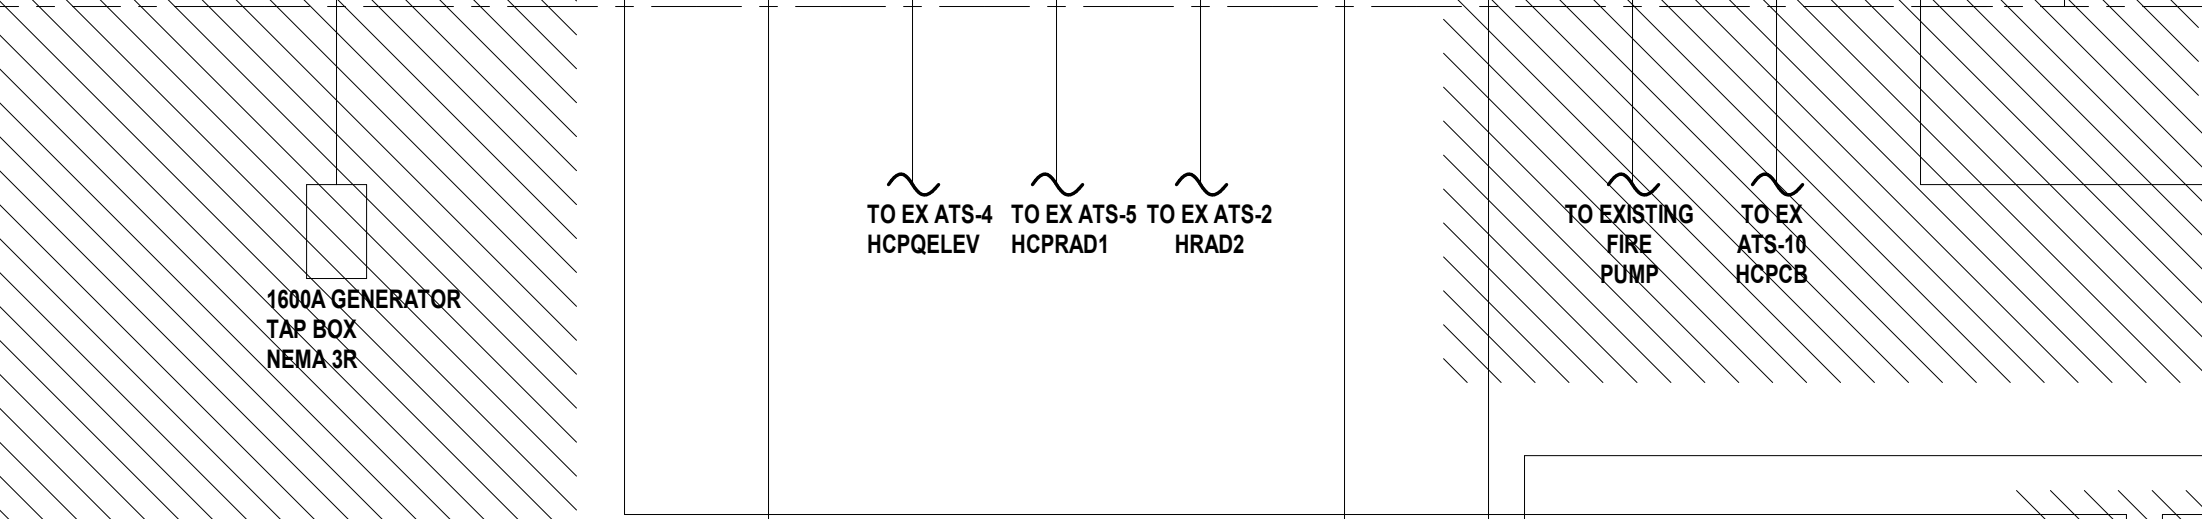 TO EX ATS-4
HCPQELEV
TO EX ATS-5
HCPRAD1
TO EX ATS-2
HRAD2
TO EXISTING
FIRE
PUMP
TO EX
ATS-10
HCPCB
1600A GENERATOR
TAP BOX
NEMA 3R